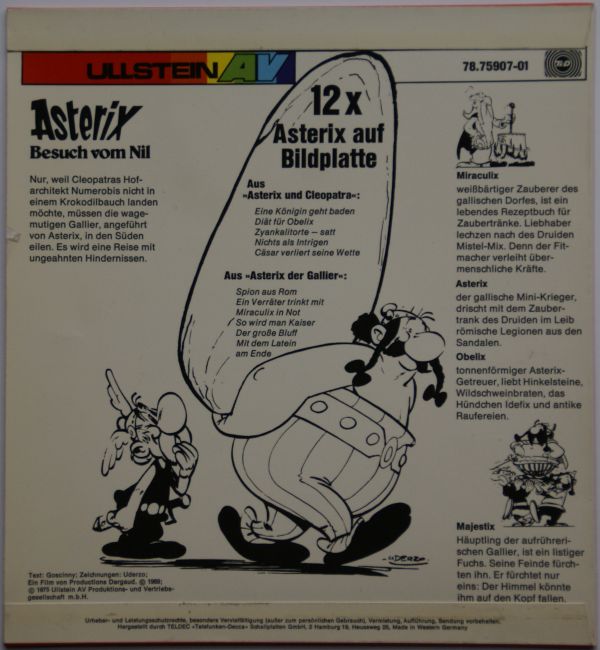 ULLSTEIN AV
78.75907-01
TED
Asterix
Besuch vom Nil
Nur, weil Cleopatras Hof-
architekt Numerobis nicht in
einem Krokodilbauch landen
möchte, müssen die wage-
mutigen Gallier, angeführt
von Asterix, in den Süden
eilen. Es wird eine Reise mit
ungeahnten Hindernissen.
12 x
Asterix auf
Bildplatte
Aus
»Asterix und Cleopatra«:
Eine Königin geht baden
Diät für Obelix
Zyankalitorte – satt
Nichts als Intrigen
Cäsar verliert seine Wette
Aus »Asterix der Gallier«:
Spion aus Rom
Ein Verräter trinkt mit
Miraculix in Not
So wird man Kaiser
Der große Bluff
Mit dem Latein
am Ende
Miraculix
weißbärtiger Zauberer des
gallischen Dorfes, ist ein
lebendes Rezeptbuch für
Zaubertränke. Liebhaber
lechzen nach des Druiden
Mistel-Mix. Denn der Fit-
macher verleiht über-
menschliche Kräfte.
Asterix
der gallische Mini-Krieger,
drischt mit dem Zauber-
trank des Druiden im Leib
römische Legionen aus den
Sandalen.
Obelix
tonnenförmiger Asterix-
Getreuer, liebt Hinkelsteine,
Wildschweinbraten, das
Hündchen Idefix und antike
Raufereien.
Majestix
Häuptling der aufrühreri-
schen Gallier, ist ein listiger
Fuchs. Seine Feinde fürch-
ten ihn. Er fürchtet nur
eins: Der Himmel könnte
ihm auf den Kopf fallen.
UDERZO
Text: Goscinny; Zeichnungen: Uderzo;
Ein Film von Productions Dargaud. © 1969;
© 1975 Ullstein AV Produktions- und Vertriebs-
gesellschaft m.b.H.
Urheber- und Leistungsschutzrechte, besonders Vervielfältigung (außer zum persönlichen Gebrauch), Vermietung, Aufführung, Sendung vorbehalten.
Hergestellt durch TELDEC »Telefunken-Decca« Schallplatten GmbH, 2 Hamburg 19, Heussweg 25, Made in Western Germany